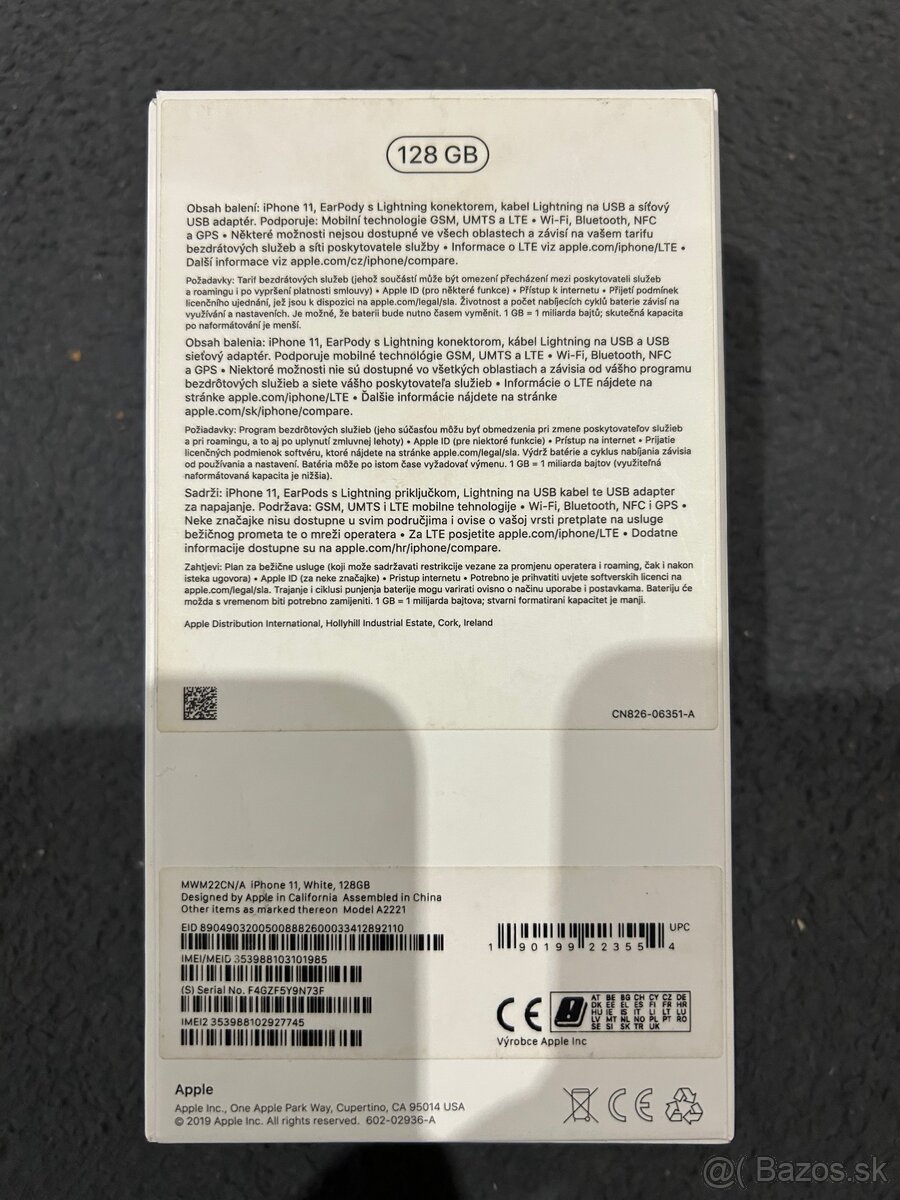 128 GB
Obsah balení: iPhone 11, EarPody s Lightning konektorem, kabel Lightning na USB a síťový
USB adaptér. Podporuje: Mobilní technologie GSM, UMTS a LTE • Wi-Fi, Bluetooth, NFC
a GPS • Některé možnosti nejsou dostupné ve všech oblastech a závisí na vašem tarifu
bezdrátových služeb a síti poskytovatele služby • Informace o LTE viz apple.com/iphone/LTE •
Další informace viz apple.com/cz/iphone/compare.
Požadavky: Tarif bezdrátových služeb (jehož součástí může být omezení přecházení mezi poskytovateli služeb
a roamingu i po vypršení platnosti smlouvy) • Apple ID (pro některé funkce) • Přístup k internetu • Přijetí podmínek
licenčního ujednání, jež jsou k dispozici na apple.com/legal/sla. Životnost a počet nabíjecích cyklů baterie závisí na
využívání a nastaveních. Je možné, že baterii bude nutno časem vyměnit. 1 GB = 1 miliarda bajtů; skutečná kapacita
po naformátování je menší.
Obsah balenia: iPhone 11, EarPody s Lightning konektorom, kábel Lightning na USB a USB
sieťový adaptér. Podporuje mobilné technológie GSM, UMTS a LTE • Wi-Fi, Bluetooth, NFC
a GPS • Niektoré možnosti nie sú dostupné vo všetkých oblastiach a závisia od vášho programu
bezdrôtových služieb a siete vášho poskytovateľa služieb • Informácie o LTE nájdete na
stránke apple.com/iphone/LTE • Ďalšie informácie nájdete na stránke
apple.com/sk/iphone/compare.
Požiadavky: Program bezdrôtových služieb (jeho súčasťou môžu byť obmedzenia pri zmene poskytovateľov služieb
a pri roamingu, a to aj po uplynutí zmluvnej lehoty) • Apple ID (pre niektoré funkcie) • Prístup na internet • Prijatie
licenčných podmienok softvéru, ktoré nájdete na stránke apple.com/legal/sla. Výdrž batérie a cyklus nabíjania závisia
od používania a nastavení. Batéria môže po istom čase vyžadovať výmenu. 1 GB = 1 miliarda bajtov (využiteľná
naformátovaná kapacita je nižšia).
Sadrži: iPhone 11, EarPods s Lightning priključkom, Lightning na USB kabel te USB adapter
za napajanje. Podržava: GSM, UMTS i LTE mobilne tehnologije • Wi-Fi, Bluetooth, NFC i GPS •
Neke značajke nisu dostupne u svim područjima i ovise o vašoj vrsti pretplate na usluge
bežičnog prometa te o mreži operatera • Za LTE posjetite apple.com/iphone/LTE • Dodatne
informacije dostupne su na apple.com/hr/iphone/compare.
Zahtjevi: Plan za bežične usluge (koji može sadržavati restrikcije vezane za promjenu operatera i roaming, čak i nakon
isteka ugovora) • Apple ID (za neke značajke) • Pristup internetu • Potrebno je prihvatiti uvjete softverskih licenci na
apple.com/legal/sla. Trajanje i ciklusi punjenja baterije mogu varirati ovisno o načinu uporabe i postavkama. Bateriju će
možda s vremenom biti potrebno zamijeniti. 1 GB = 1 milijarda bajtova; stvarni formatirani kapacitet je manji.
Apple Distribution International, Hollyhill Industrial Estate, Cork, Ireland
CN826-06351-A
MWM22CN/A iPhone 11, White, 128GB
Designed by Apple in California Assembled in China
Other items as marked thereon Model A2221
EID 89049032005008882600033412892110
IMEI/MEID 353988103101985
(S) Serial No. F4GZF5Y9N73F
IMEI2 353988102927745
UPC
1 90199 22355 4
CE
AT BE BG CH CY CZ DE
DK EE EL ES FI FR HR
HU IE IS IT LI LT LU
LV MT NL NO PL PT RO
SE SI SK TR UK
Výrobce Apple Inc
Apple
Apple Inc., One Apple Park Way, Cupertino, CA 95014 USA
© 2019 Apple Inc. All rights reserved. 602-02936-A
CE
@( Bazos.sk